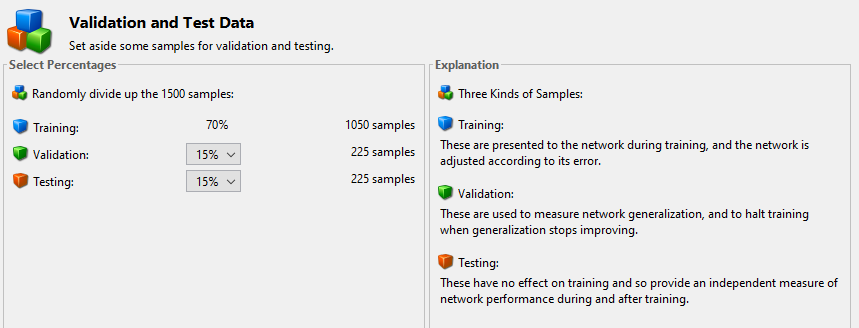 Validation and Test Data
Set aside some samples for validation and testing.
Select Percentages
Randomly divide up the 1500 samples:
Training: 70% 1050 samples
Validation: 15% 225 samples
Testing: 15% 225 samples
Explanation
Three Kinds of Samples:
Training:
These are presented to the network during training, and the network is
adjusted according to its error.
Validation:
These are used to measure network generalization, and to halt training
when generalization stops improving.
Testing:
These have no effect on training and so provide an independent measure of
network performance during and after training.